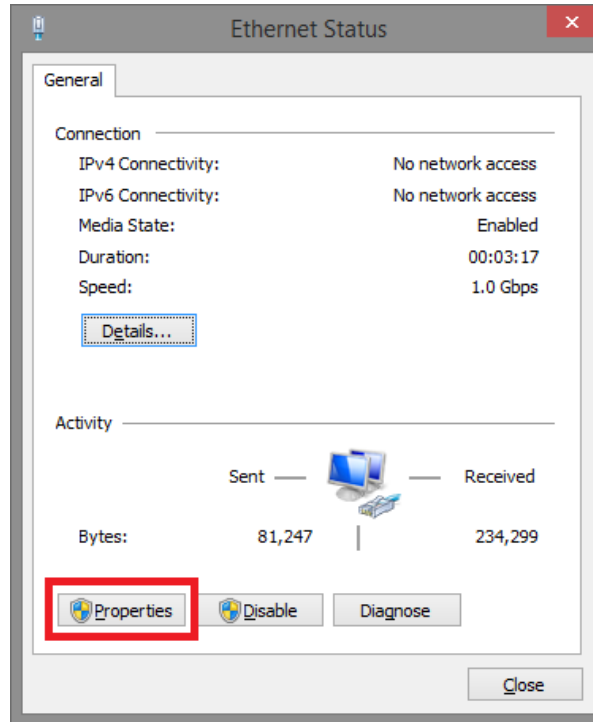 Ethernet Status
General
Connection
IPv4 Connectivity: No network access
IPv6 Connectivity: No network access
Media State: Enabled
Duration: 00:03:17
Speed: 1.0 Gbps
Details...
Activity
Sent Received
Bytes: 81,247 234,299
Properties Disable Diagnose
Close